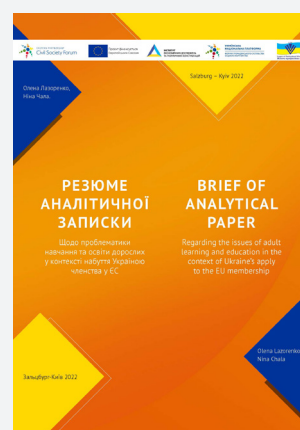 Civil Society Forum
Salzburg – Kyiv 2022
Олена Лазоренко,
Ніна Чала.
РЕЗЮМЕ
АНАЛІТИЧНОЇ
ЗАПИСКИ
Щодо проблематики
навчання та освіти дорослих
у контексті набуття Україною
членства у ЄС
BRIEF OF
ANALYTICAL
PAPER
Regarding the issues of adult
learning and education in the
context of Ukraine's apply
to the EU membership
Olena Lazorenko
Nina Chala
Зальцбург-Київ 2022